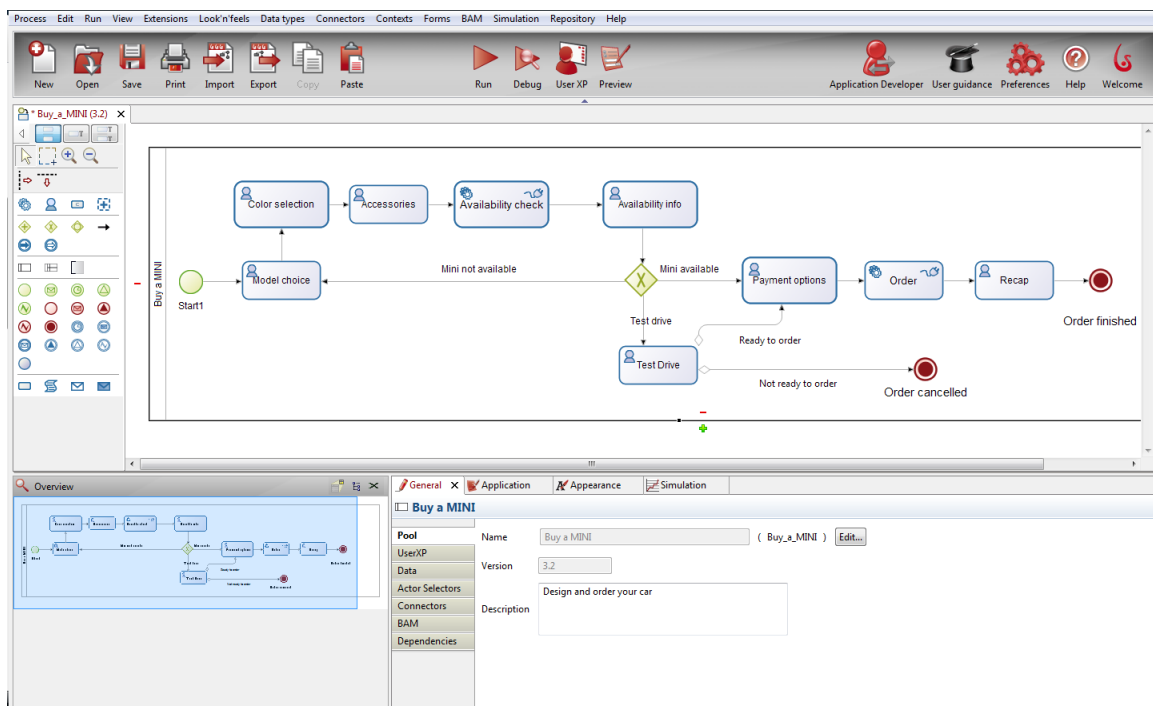 Process Edit Run View Extensions Look'n'feels Data types Connectors Contexts Forms BAM Simulation Repository Help
New Open Save Print Import Export Copy Paste Run Debug User XP Preview Application Developer User guidance Preferences Help Welcome
* Buy_a_MINI (3.2)
Buy a MINI
Color selection
Accessories
Availability check
Availability info
Start1
Model choice
Mini not available
Mini available
Payment options
Order
Recap
Order finished
Test drive
Ready to order
Test Drive
Not ready to order
Order cancelled
Overview
General Application Appearance Simulation
Buy a MINI
Pool
UserXP
Data
Actor Selectors
Connectors
BAM
Dependencies
Name Buy a MINI ( Buy_a_MINI ) Edit...
Version 3.2
Description Design and order your car